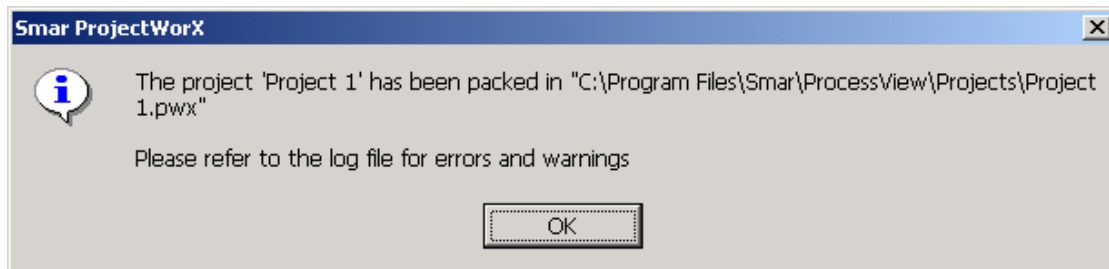 Smar ProjectWorX
The project 'Project 1' has been packed in "C:\Program Files\Smar\ProcessView\Projects\Project
1.pwx"
Please refer to the log file for errors and warnings
OK